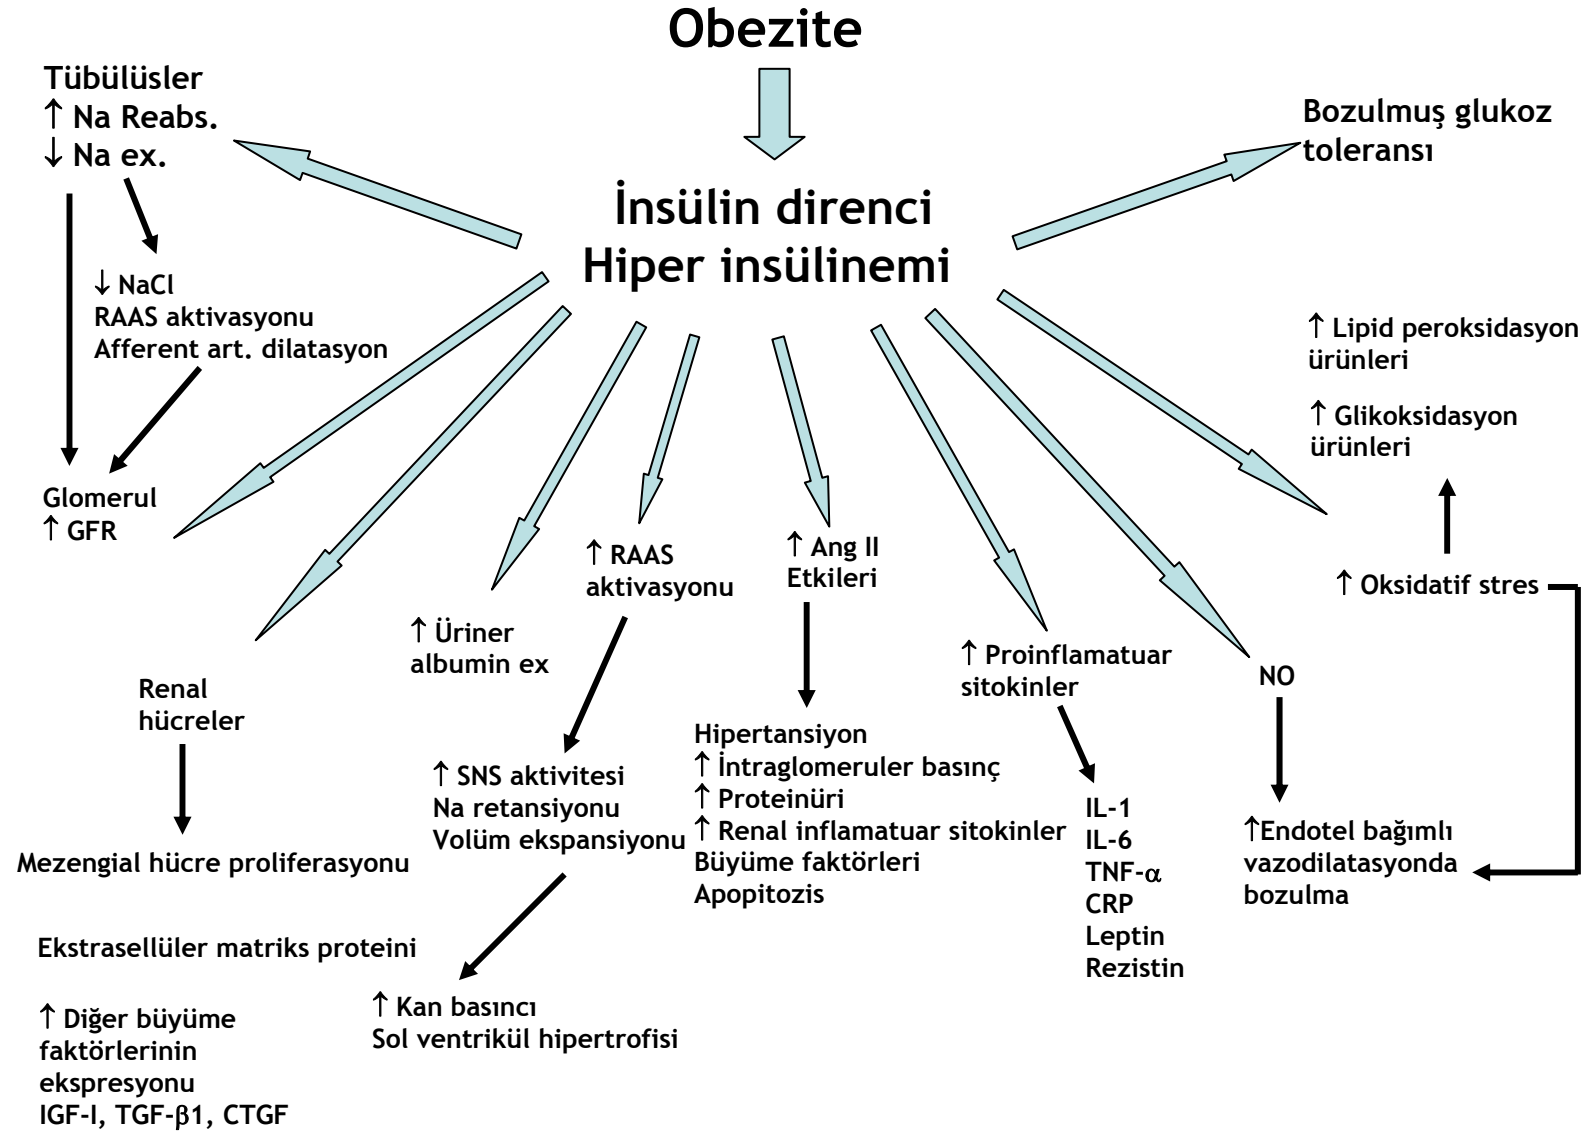 Obezite
İnsülin direnci
Hiper insülinemi
Tübülüsler
↑ Na Reabs.
↓ Na ex.
↓ NaCl
RAAS aktivasyonu
Afferent art. dilatasyon
Glomerul
↑ GFR
Renal
hücreler
Mezengial hücre proliferasyonu
Ekstrasellüler matriks proteini
↑ Diğer büyüme
faktörlerinin
ekspresyonu
IGF-I, TGF-β1, CTGF
↑ Üriner
albumin ex
↑ RAAS
aktivasyonu
↑ SNS aktivitesi
Na retansiyonu
Volüm ekspansiyonu
↑ Kan basıncı
Sol ventrikül hipertrofisi
↑ Ang II
Etkileri
Hipertansiyon
↑ İntraglomeruler basınç
↑ Proteinüri
↑ Renal inflamatuar sitokinler
Büyüme faktörleri
Apopitozis
↑ Proinflamatuar
sitokinler
IL-1
IL-6
TNF-α
CRP
Leptin
Rezistin
NO
↑Endotel bağımlı
vazodilatasyonda
bozulma
Bozulmuş glukoz
toleransı
↑ Lipid peroksidasyon
ürünleri
↑ Glikoksidasyon
ürünleri
↑ Oksidatif stres